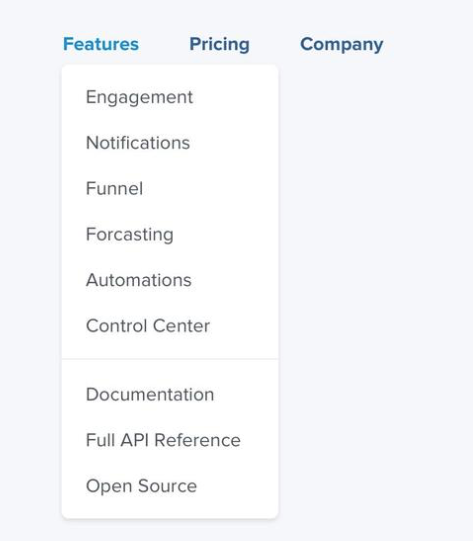 Features Pricing Company
Engagement
Notifications
Funnel
Forcasting
Automations
Control Center
Documentation
Full API Reference
Open Source